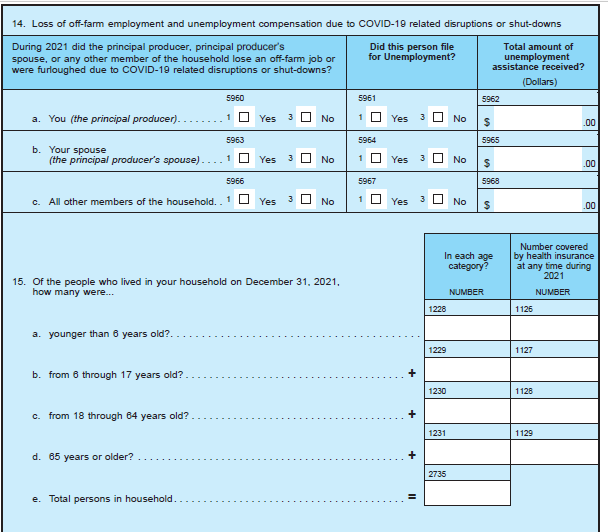 14. Loss of off-farm employment and unemployment compensation due to COVID-19 related disruptions or shut-downs
During 2021 did the principal producer, principal producer's
spouse, or any other member of the household lose an off-farm job or
were furloughed due to COVID-19 related disruptions or shut-downs?
Did this person file
for Unemployment?
Total amount of
unemployment
assistance received?
(Dollars)
5960 5961 5962
a. You (the principal producer)........ 1 Yes 3 No 1 Yes 3 No $ .00
5963 5964 5965
b. Your spouse
(the principal producer's spouse).... 1 Yes 3 No 1 Yes 3 No $ .00
5966 5967 5968
c. All other members of the household.. 1 Yes 3 No 1 Yes 3 No $ .00
15. Of the people who lived in your household on December 31, 2021,
how many were...
In each age
category?
NUMBER
Number covered
by health insurance
at any time during
2021
NUMBER
1228 1126
a. younger than 6 years old?.........................................
1229 1127
b. from 6 through 17 years old?..................................... +
1230 1128
c. from 18 through 64 years old?.................................... +
1231 1129
d. 65 years or older?............................................. +
2735
e. Total persons in household....................................... =